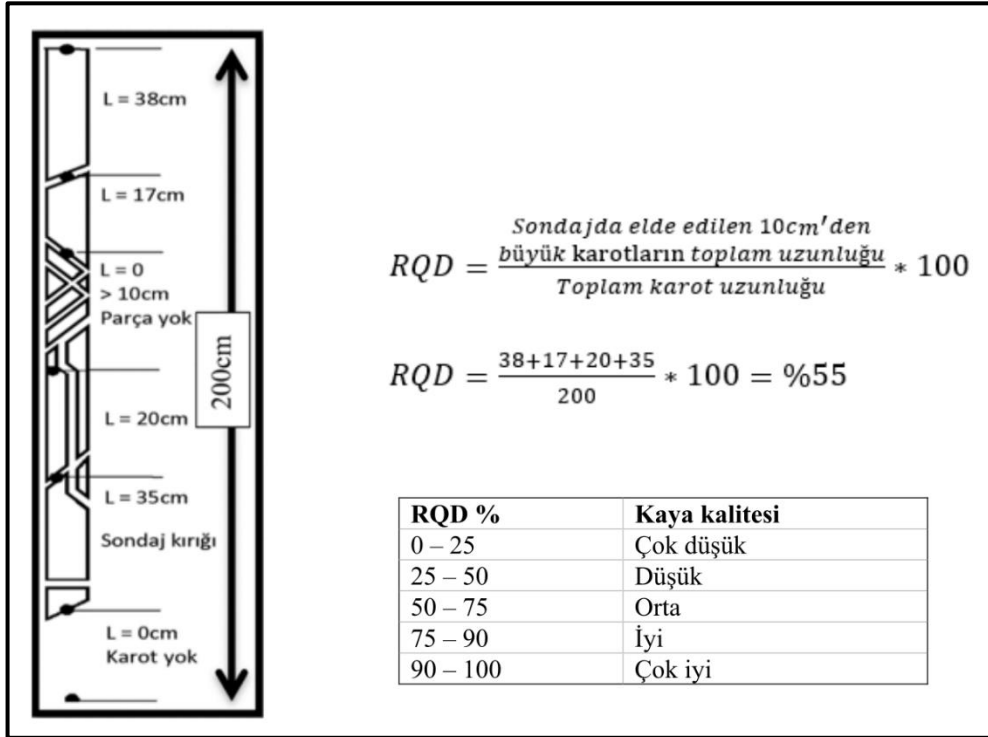 L = 38cm
L = 17cm
L = 0
> 10cm
Parça yok
L = 20cm
L = 35cm
Sondaj kırığı
L = 0cm
Karot yok
200cm
Sondajda elde edilen 10cm'den
büyük karotların toplam uzunluğu
RQD = * 100
Toplam karot uzunluğu
38+17+20+35
RQD = * 100 = %55
200
RQD % Kaya kalitesi
0 – 25 Çok düşük
25 – 50 Düşük
50 – 75 Orta
75 – 90 İyi
90 – 100 Çok iyi